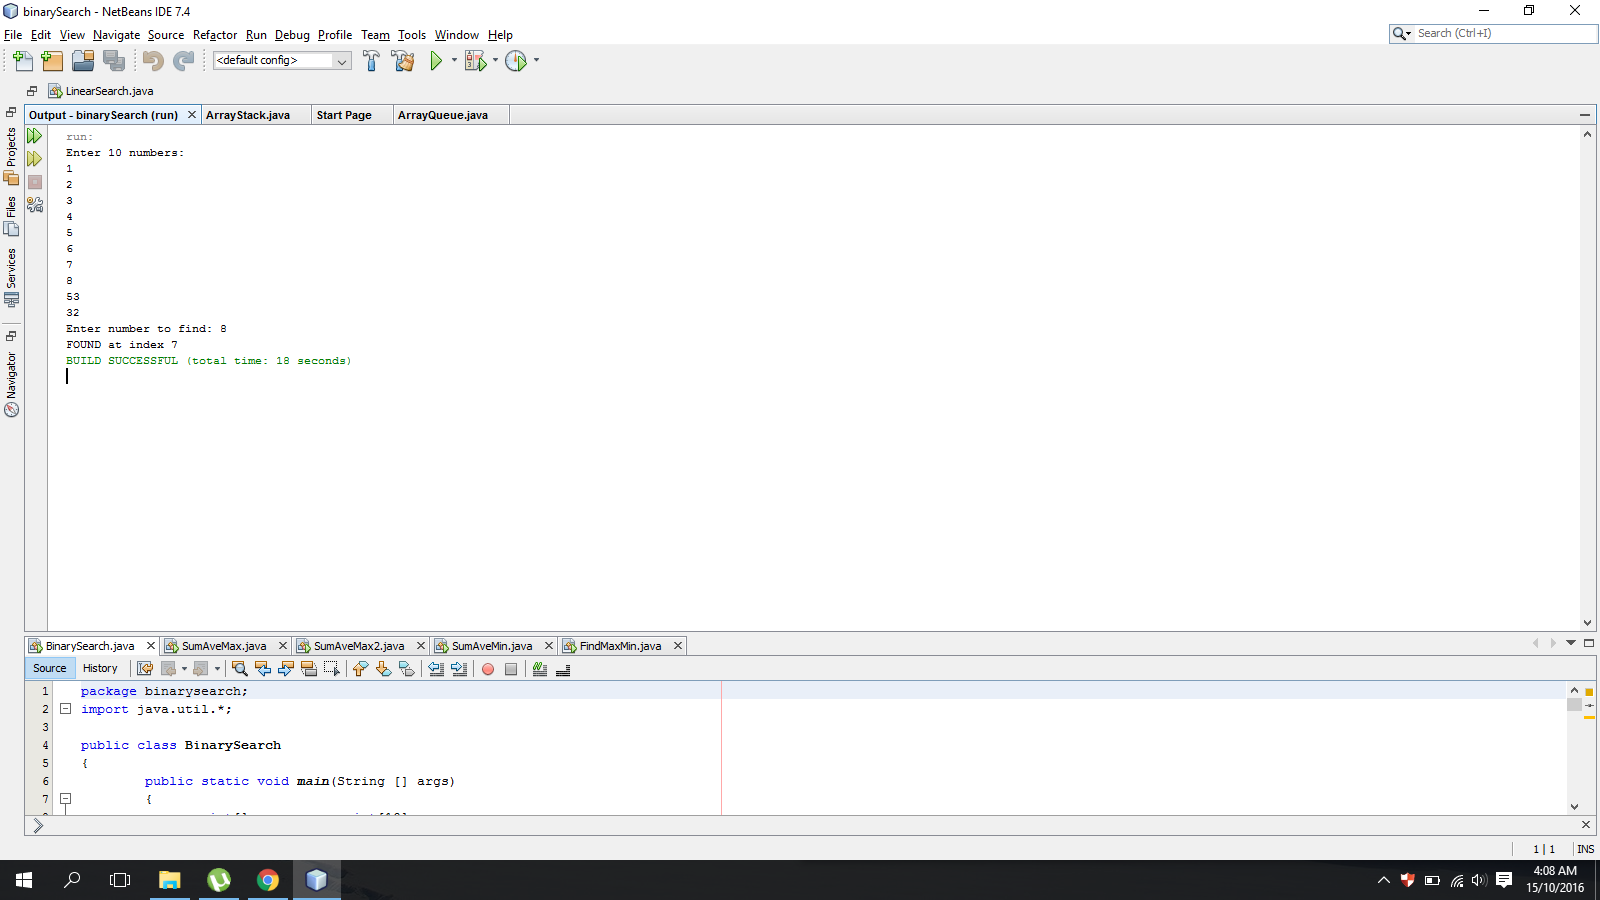 binarySearch - NetBeans IDE 7.4
File Edit View Navigate Source Refactor Run Debug Profile Team Tools Window Help
Search (Ctrl+I)
<default config>
LinearSearch.java
Output - binarySearch (run) ArrayStack.java Start Page ArrayQueue.java
Projects
Files
Services
Navigator
run:
Enter 10 numbers:
1
2
3
4
5
6
7
8
53
32
Enter number to find: 8
FOUND at index 7
BUILD SUCCESSFUL (total time: 18 seconds)
BinarySearch.java SumAveMax.java SumAveMax2.java SumAveMin.java FindMaxMin.java
Source History
1 package binarysearch;
2 import java.util.*;
3
4 public class BinarySearch
5 {
6 public static void main(String [] args)
7 {
1 | 1 INS
4:08 AM
15/10/2016